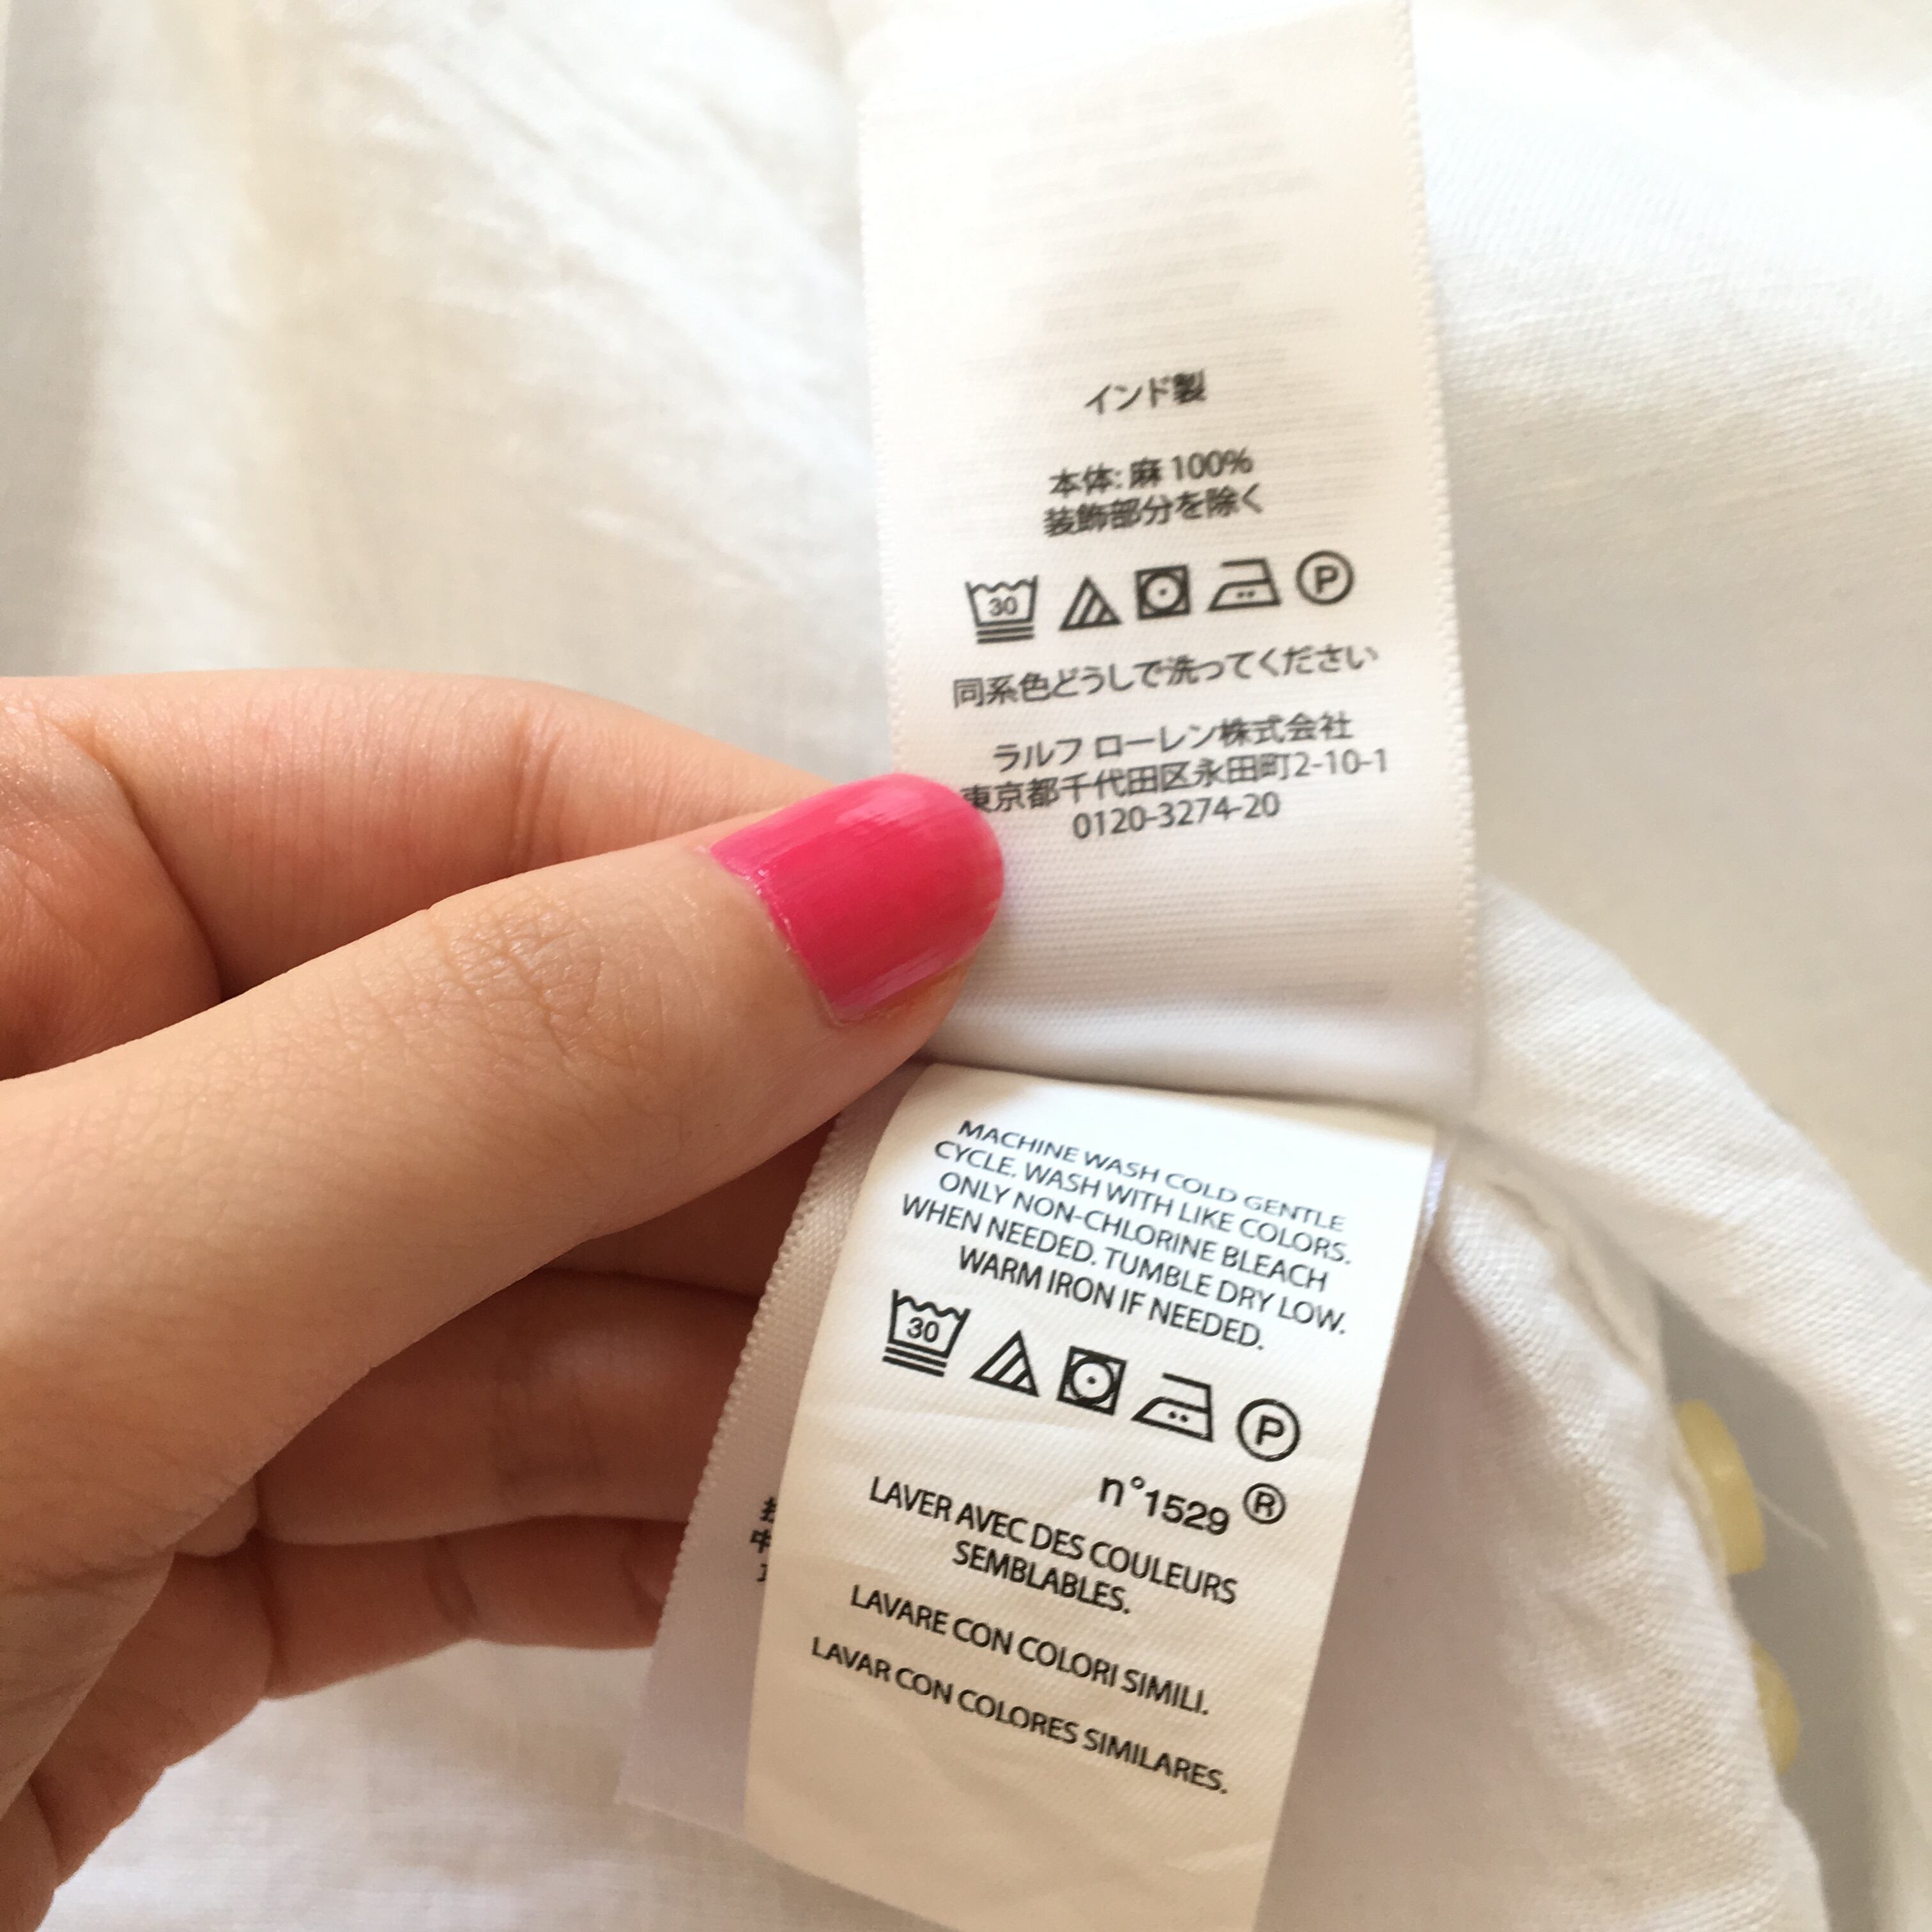 インド製
本体: 麻 100%
装飾部分を除く
30
P
同系色どうしで洗ってください
ラルフ ローレン株式会社
東京都千代田区永田町2-10-1
0120-3274-20
MACHINE WASH COLD GENTLE
CYCLE. WASH WITH LIKE COLORS.
ONLY NON-CHLORINE BLEACH
WHEN NEEDED. TUMBLE DRY LOW.
WARM IRON IF NEEDED.
30
P
n°1529 ®
LAVER AVEC DES COULEURS
SEMBLABLES.
LAVARE CON COLORI SIMILI.
LAVAR CON COLORES SIMILARES.